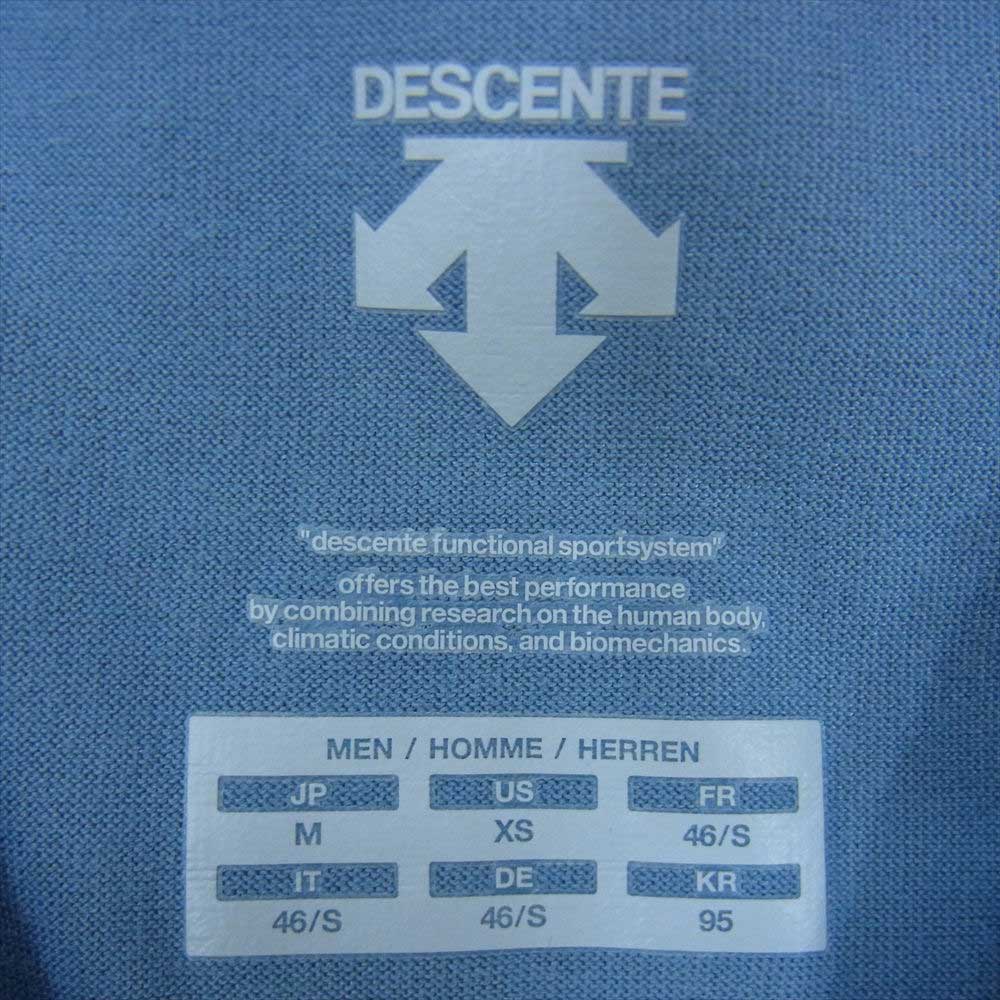 DESCENTE
"descente functional sportsystem"
offers the best performance
by combining research on the human body,
climatic conditions, and biomechanics.
MEN / HOMME / HERREN
JP US FR
M XS 46/S
IT DE KR
46/S 46/S 95